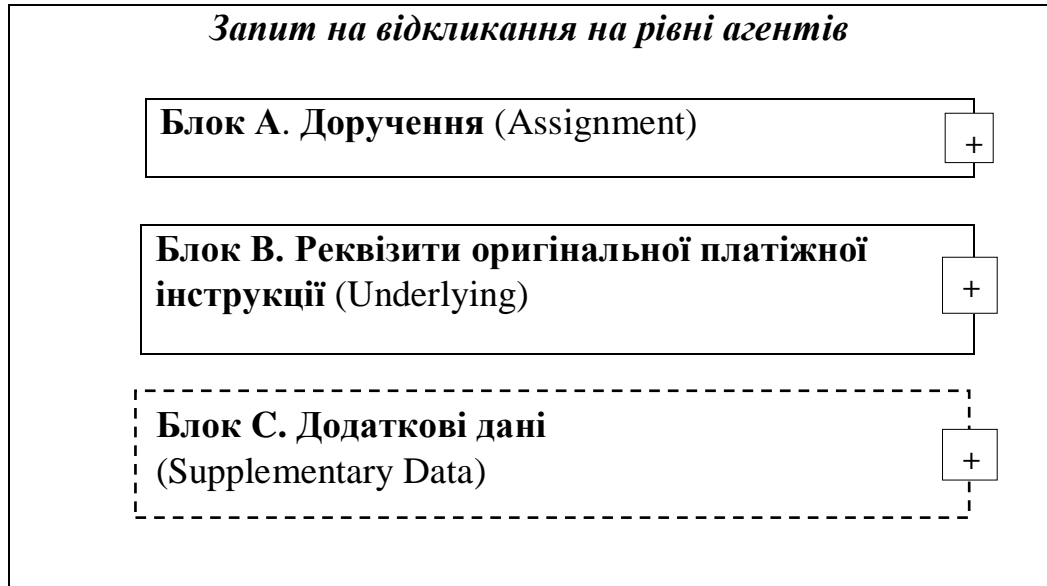 Запит на відкликання на рівні агентів
Блок А. Доручення (Assignment)
+
Блок В. Реквізити оригінальної платіжної
інструкції (Underlying)
+
Блок С. Додаткові дані
(Supplementary Data)
+